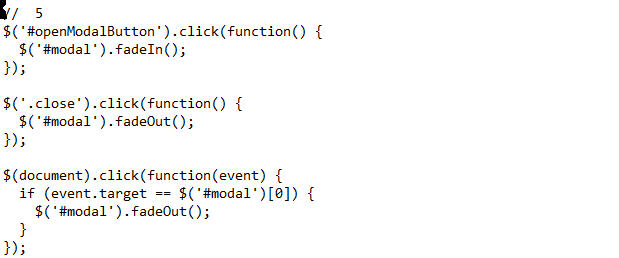 //  5
$('#openModalButton').click(function() {
  $('#modal').fadeIn();
});

$('.close').click(function() {
  $('#modal').fadeOut();
});

$(document).click(function(event) {
  if (event.target == $('#modal')[0]) {
    $('#modal').fadeOut();
  }
});